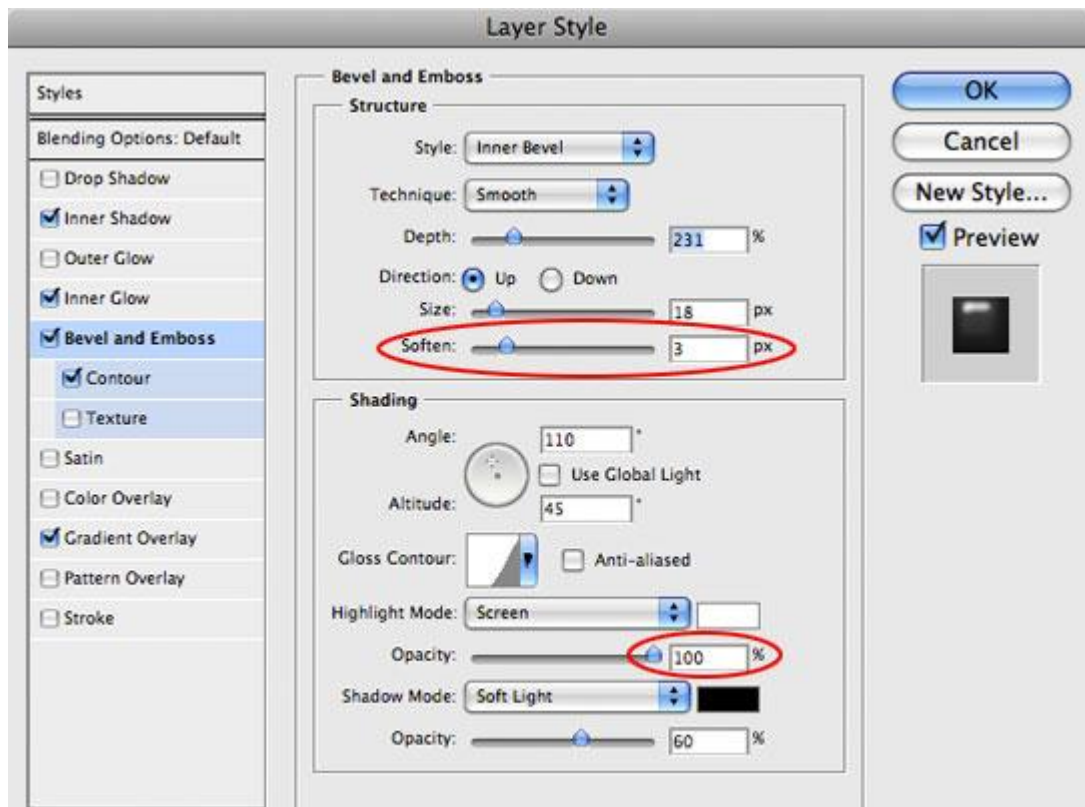 Layer Style
Styles
Blending Options: Default
Drop Shadow
Inner Shadow
Outer Glow
Inner Glow
Bevel and Emboss
Contour
Texture
Satin
Color Overlay
Gradient Overlay
Pattern Overlay
Stroke
Bevel and Emboss
Structure
Style: Inner Bevel
Technique: Smooth
Depth: 231 %
Direction: Up Down
Size: 18 px
Soften: 3 px
Shading
Angle: 110 °
Use Global Light
Altitude: 45 °
Gloss Contour: Anti-aliased
Highlight Mode: Screen
Opacity: 100 %
Shadow Mode: Soft Light
Opacity: 60 %
OK
Cancel
New Style...
Preview